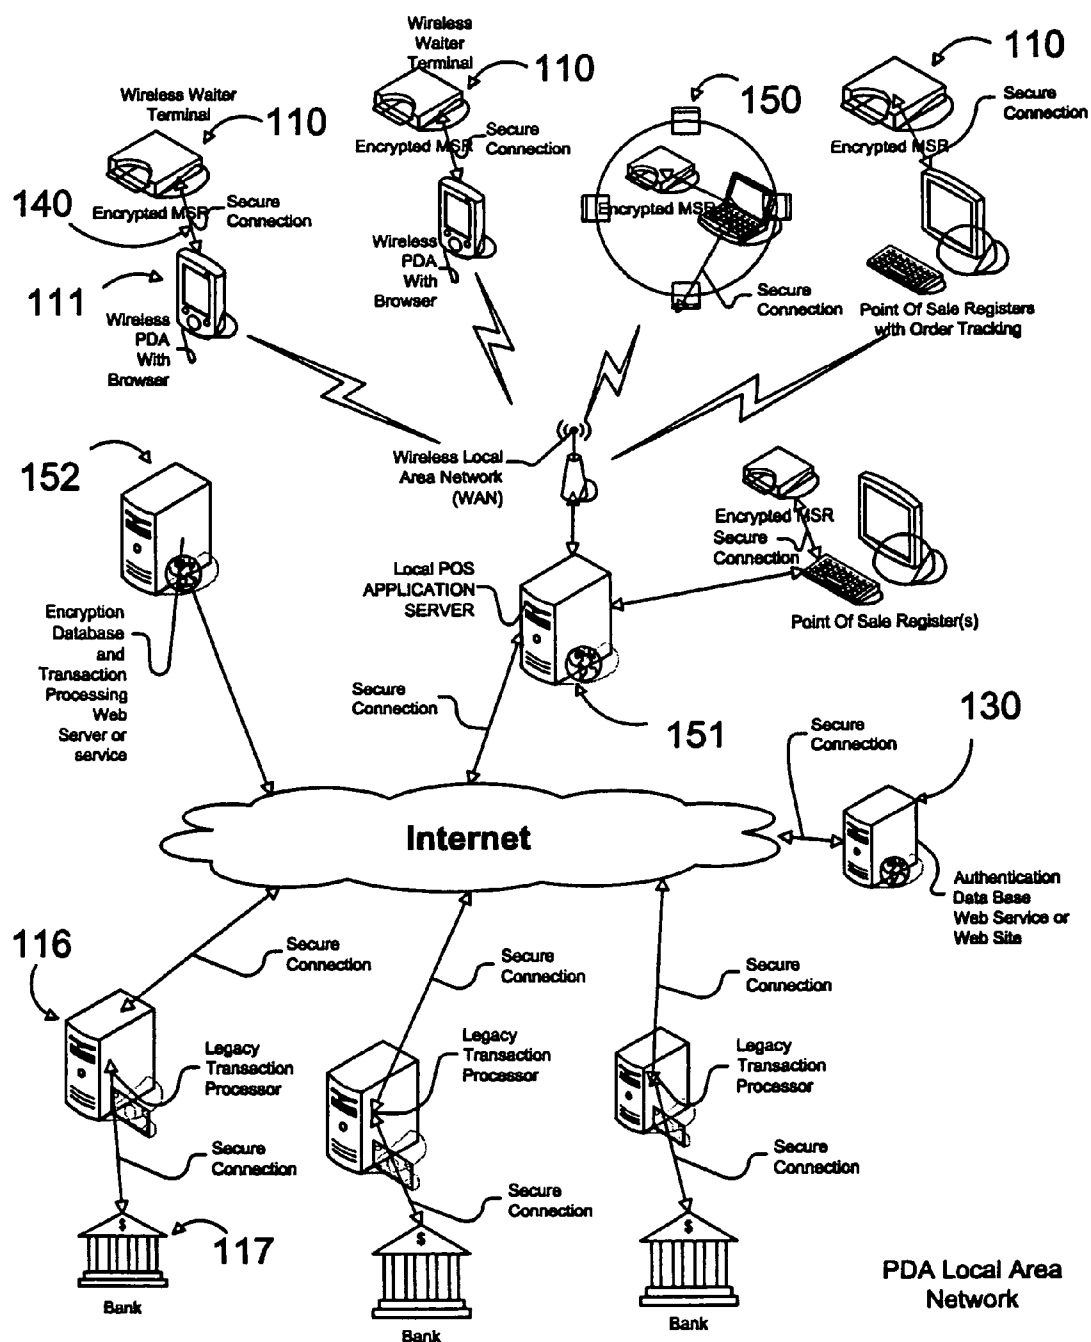 Wireless
Waiter
Terminal
110
110
150
Secure
Connection
Wireless Waiter
Terminal
110
Encrypted MSR
Secure
Connection
Encrypted MSR
Encrypted MSR
140
Encrypted MSR
Secure
Connection
111
Wireless
PDA
With
Browser
Wireless
PDA
With
Browser
Secure
Connection
Point Of Sale Registers
with Order Tracking
152
Wireless Local
Area Network
(WAN)
Encrypted MSR
Secure
Connection
Local POS
APPLICATION
SERVER
Point Of Sale Register(s)
Encryption
Database
and
Transaction
Processing
Web
Server or
service
Secure
Connection
151
130
Secure
Connection
Internet
Authentication
Data Base
Web Service or
Web Site
116
Secure
Connection
Secure
Connection
Secure
Connection
Legacy
Transaction
Processor
Legacy
Transaction
Processor
Legacy
Transaction
Processor
Secure
Connection
Secure
Connection
Secure
Connection
$
117
$
$
Bank
Bank
Bank
PDA Local Area
Network